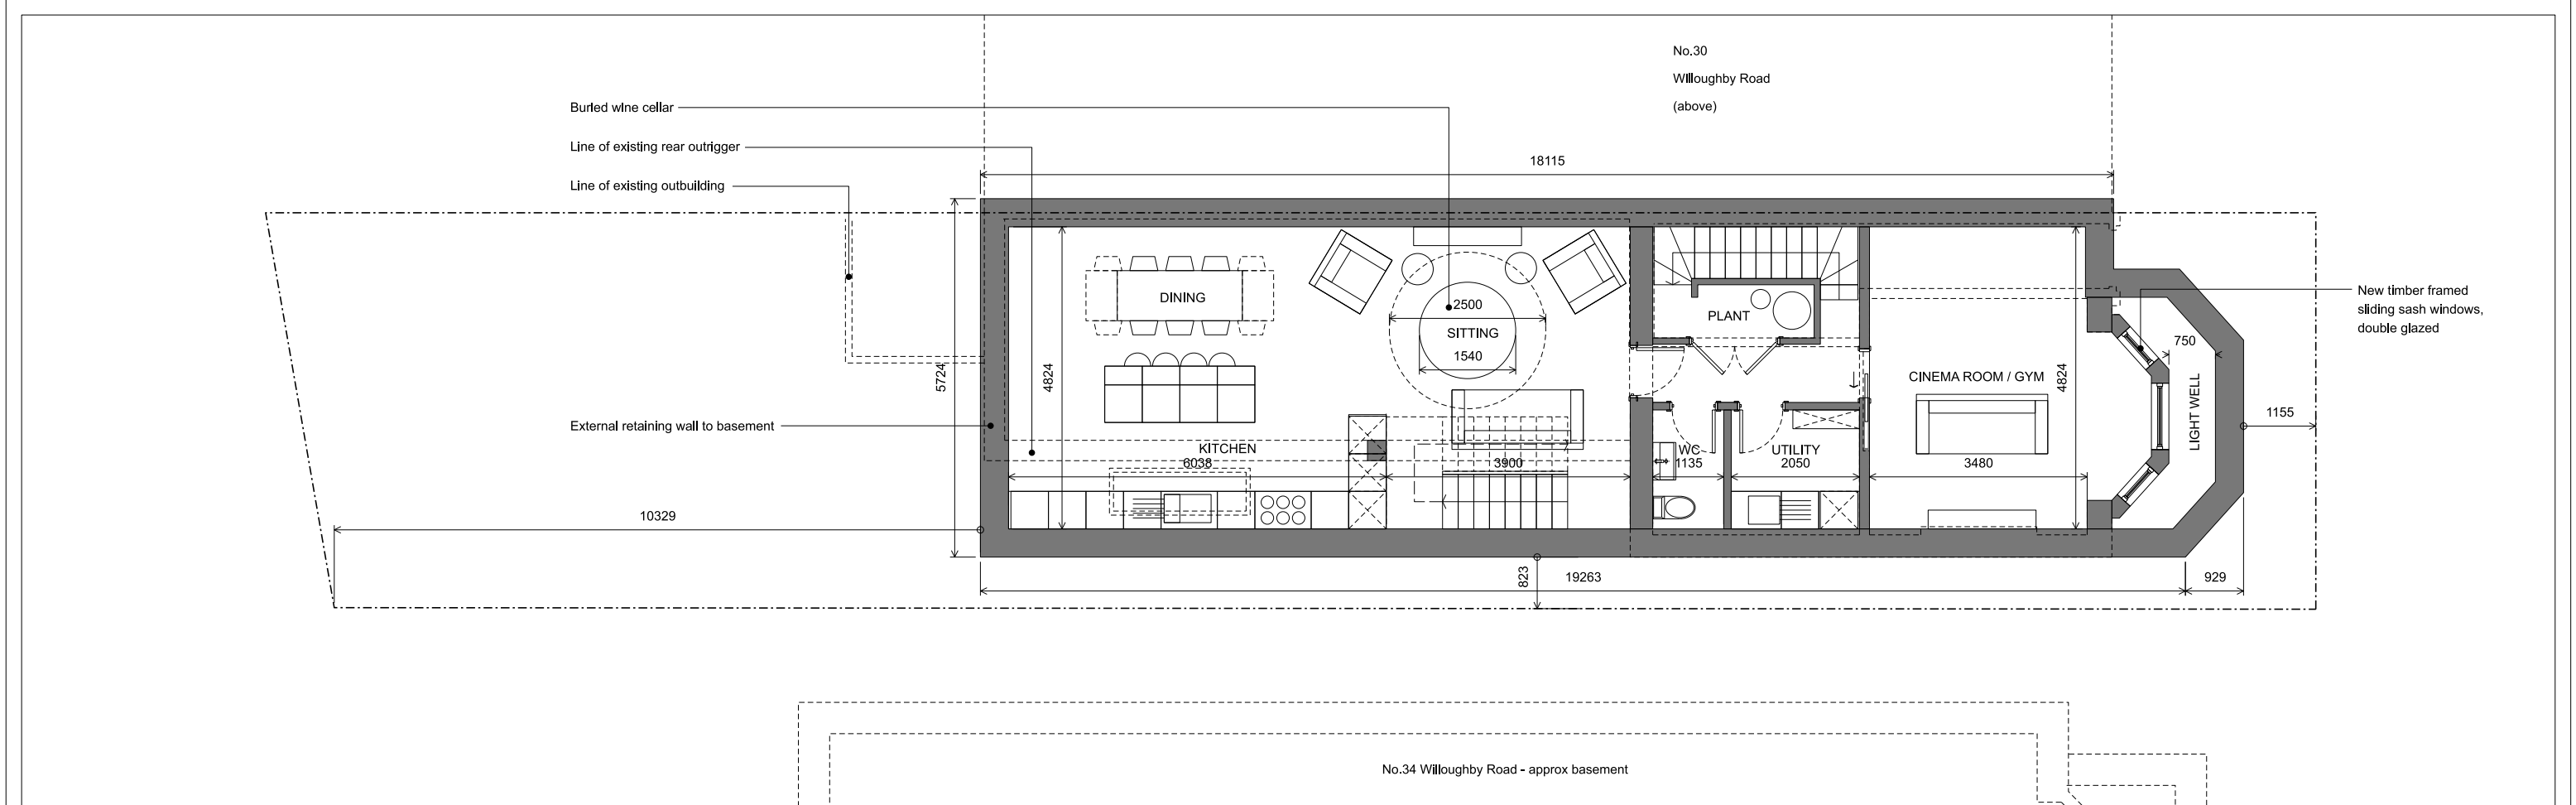 No.30
Willoughby Road
(above)
Buried wine cellar
Line of existing rear outrigger
Line of existing outbuilding
18115
DINING
2500
SITTING
1540
PLANT
New timber framed
sliding sash windows,
double glazed
750
5724
4824
CINEMA ROOM / GYM
4824
LIGHT WELL
1155
External retaining wall to basement
KITCHEN
6038
3900
WC
1135
UTILITY
2050
3480
10329
823
19263
929
No.34 Willoughby Road - approx basement